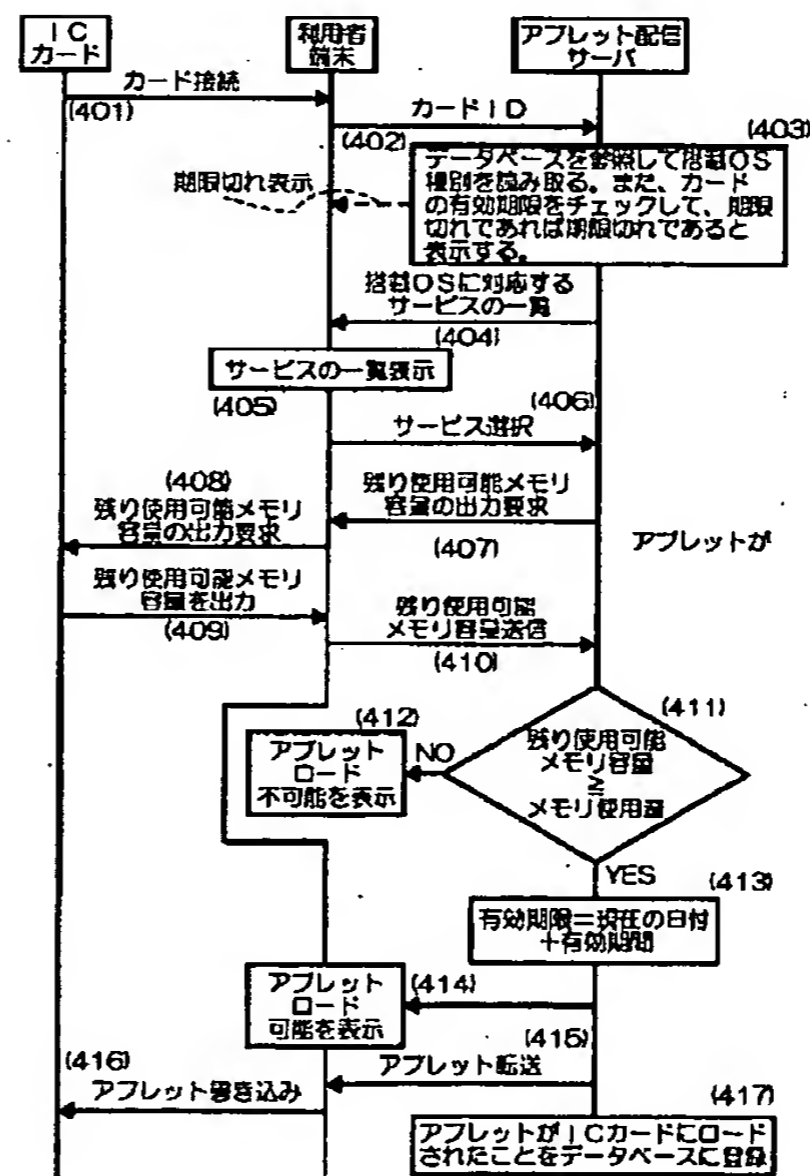 IC
カード
利用者
端末
アプレット配信
サーバ
カード接続
(401)
カードID
(402)
(403)
データベースを参照して搭載OS
種別を読み取る。また、カード
の有効期限をチェックして、期限
切れであれば期限切れであると
表示する。
期限切れ表示
搭載OSに対応する
サービスの一覧
(404)
サービスの一覧表示
(405)
(406)
サービス選択
(408)
残り使用可能メモリ
容量の出力要求
残り使用可能メモリ
容量の出力要求
(407)
アプレットが
残り使用可能メモリ
容量を出力
(409)
残り使用可能
メモリ容量送信
(410)
(411)
残り使用可能
メモリ容量
≧
メモリ使用量
(412)
アプレット
ロード
不可能を表示
NO
YES
(413)
有効期限=現在の日付
+有効期間
アプレット
ロード
可能を表示
(414)
(415)
アプレット転送
(416)
アプレット書き込み
(417)
アプレットがICカードにロード
されたことをデータベースに登録